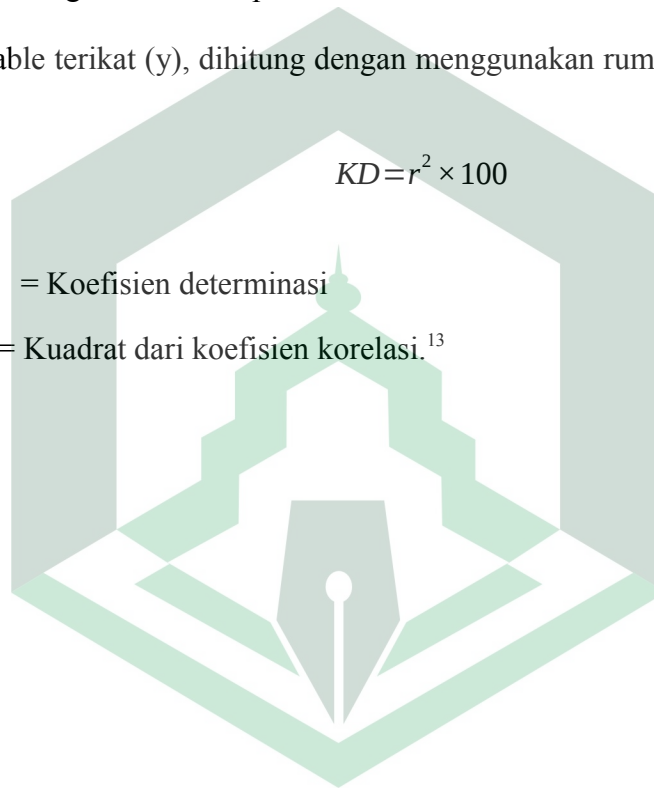 able terikat (y), dihitung dengan menggunakan rum
KD=r² × 100
= Koefisien determinasi
= Kuadrat dari koefisien korelasi.¹³